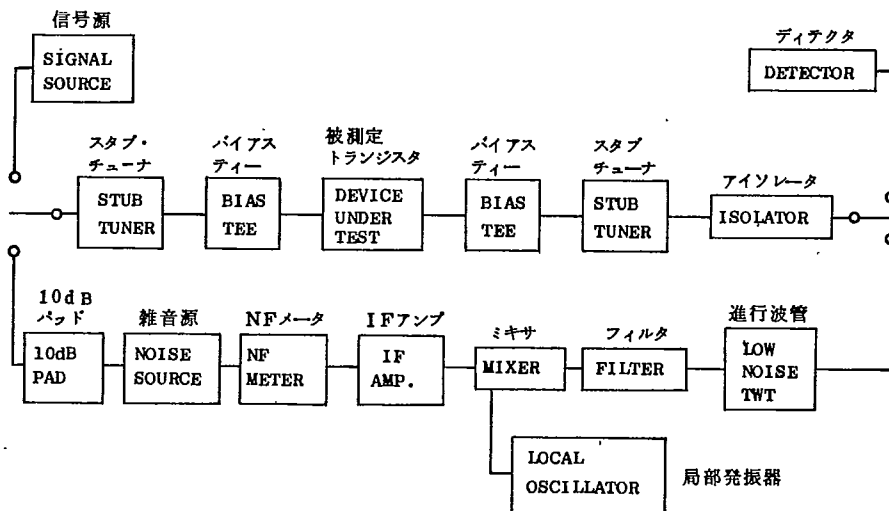 信号源
SIGNAL
SOURCE
ディテクタ
DETECTOR
スタブ・
チューナ
STUB
TUNER
バイアス
ティー
BIAS
TEE
被測定
トランジスタ
DEVICE
UNDER
TEST
バイアス
ティー
BIAS
TEE
スタブ
チューナ
STUB
TUNER
アイソレータ
ISOLATOR
10dB
パッド
10dB
PAD
雑音源
NOISE
SOURCE
NFメータ
NF
METER
IFアンプ
IF
AMP.
ミキサ
MIXER
フィルタ
FILTER
進行波管
LOW
NOISE
TWT
LOCAL
OSCILLATOR
局部発振器